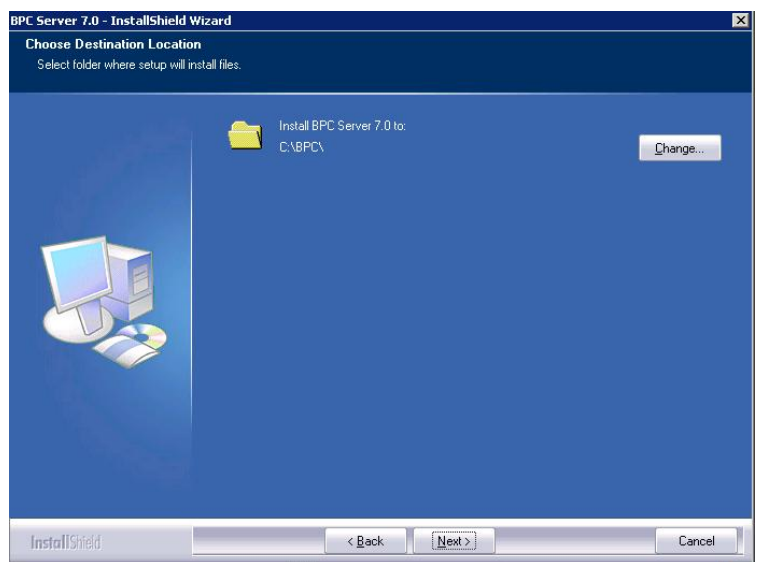 BPC Server 7.0 - InstallShield Wizard
Choose Destination Location
Select folder where setup will install files.
Install BPC Server 7.0 to:
C:\BPC\
Change...
InstallShield
< Back
Next >
Cancel